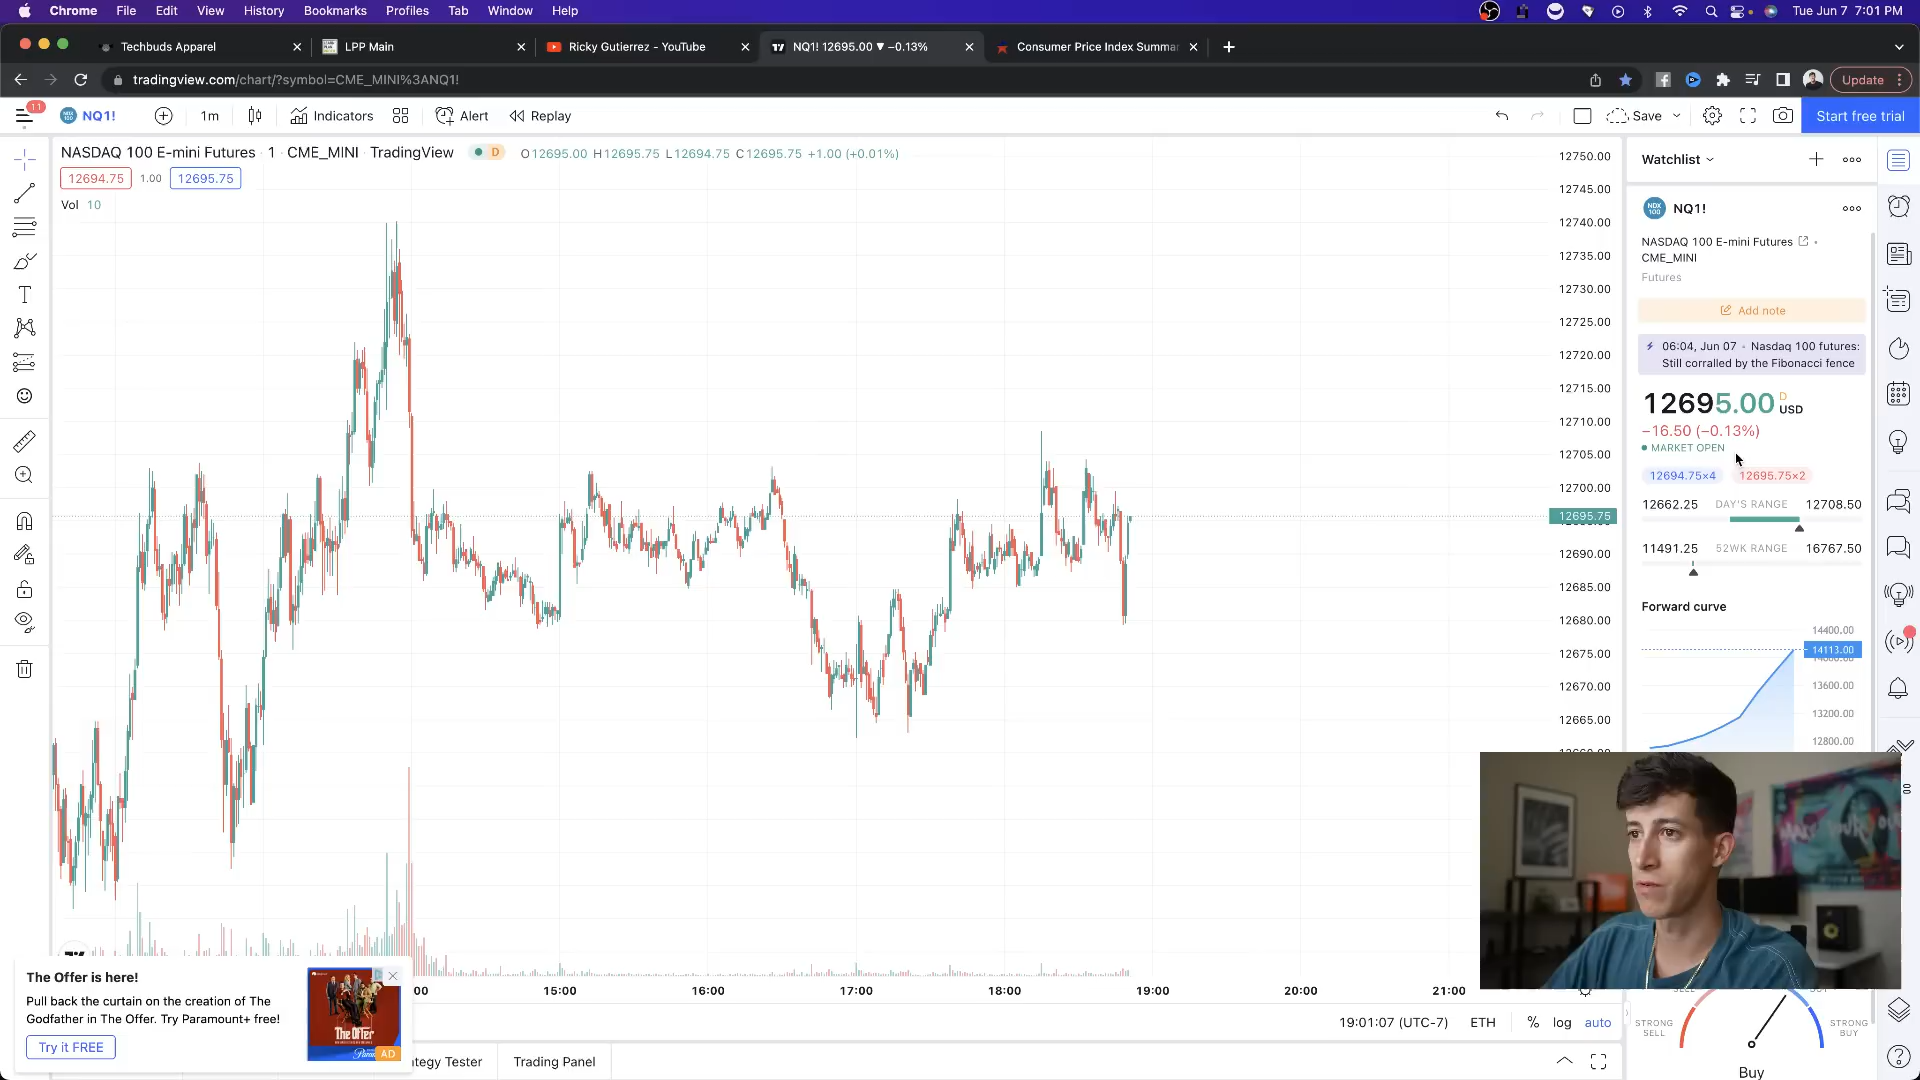 Chrome File Edit View History Bookmarks Profiles Tab Window Help
Tue Jun 7 7:01 PM
Techbuds Apparel
LPP Main
Ricky Gutierrez - YouTube
NQ1! 12695.00 ▼ −0.13%
Consumer Price Index Summar
tradingview.com/chart/?symbol=CME_MINI%3ANQ1!
Update
11
NQ1!
1m
Indicators
Alert
Replay
Save
Start free trial
NASDAQ 100 E-mini Futures · 1 · CME_MINI · TradingView
D
O12695.00 H12695.75 L12694.75 C12695.75 +1.00 (+0.01%)
12694.75 1.00 12695.75
Vol 10
12750.00
12745.00
12740.00
12735.00
12730.00
12725.00
12720.00
12715.00
12710.00
12705.00
12700.00
12695.75
12690.00
12685.00
12680.00
12675.00
12670.00
12665.00
15:00 16:00 17:00 18:00 19:00 20:00 21:00
19:01:07 (UTC-7) ETH % log auto
Trading Panel
The Offer is here!
Pull back the curtain on the creation of The
Godfather in The Offer. Try Paramount+ free!
Try it FREE
The Offer
AD
Watchlist
NDX
100
NQ1!
NASDAQ 100 E-mini Futures
CME_MINI
Futures
Add note
06:04, Jun 07 • Nasdaq 100 futures:
Still corralled by the Fibonacci fence
12695.00 D USD
−16.50 (−0.13%)
MARKET OPEN
12694.75×4 12695.75×2
12662.25 DAY'S RANGE 12708.50
11491.25 52WK RANGE 16767.50
Forward curve
14400.00
14113.00
13600.00
13200.00
12800.00
STRONG
SELL
STRONG
BUY
Buy